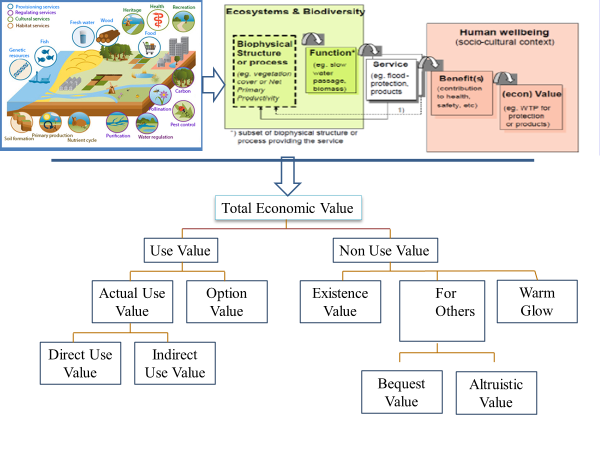 Provisioning services
Regulating services
Cultural services
Habitat services
Heritage
Health
Recreation
Fresh water
Wood
Food
Fish
Genetic
resources
Carbon
Pollination
Pest control
Soil formation
Primary production
Nutrient cycle
Purification
Water regulation
Ecosystems & Biodiversity
Biophysical
Structure
or process
(eg. vegetation
cover or Net
Primary
Productivity)
Function*
(eg. slow
water
passage,
biomass)
Service
(eg. flood-
protection,
products)
1)
*) subset of biophysical structure or
process providing the service
Human wellbeing
(socio-cultural context)
Benefit(s)
(contribution
to health,
safety, etc)
(econ) Value
(eg. WTP for
protection
or products)
Total Economic Value
Use Value
Non Use Value
Actual Use
Value
Option
Value
Existence
Value
For
Others
Warm
Glow
Direct Use
Value
Indirect
Use Value
Bequest
Value
Altruistic
Value